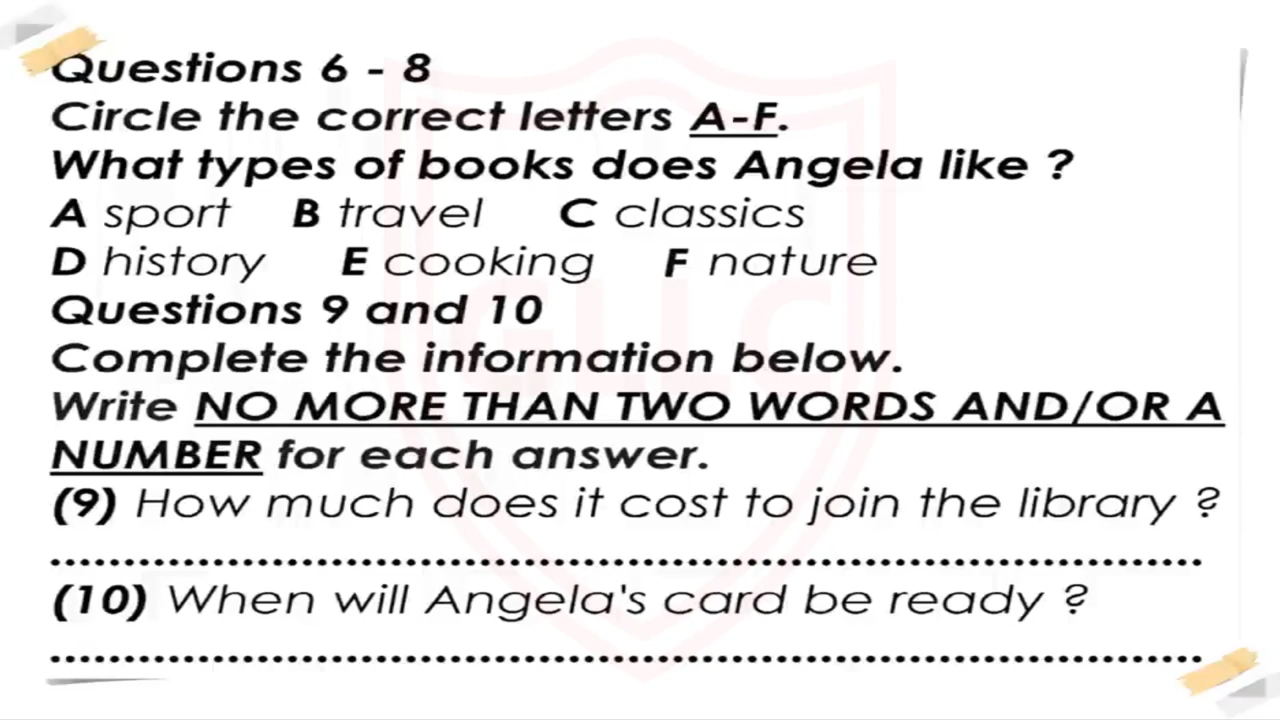 Questions 6 - 8
Circle the correct letters A-F.
What types of books does Angela like ?
A sport B travel C classics
D history E cooking F nature
Questions 9 and 10
Complete the information below.
Write NO MORE THAN TWO WORDS AND/OR A
NUMBER for each answer.
(9) How much does it cost to join the library ?
................................................................................
(10) When will Angela's card be ready ?
................................................................................